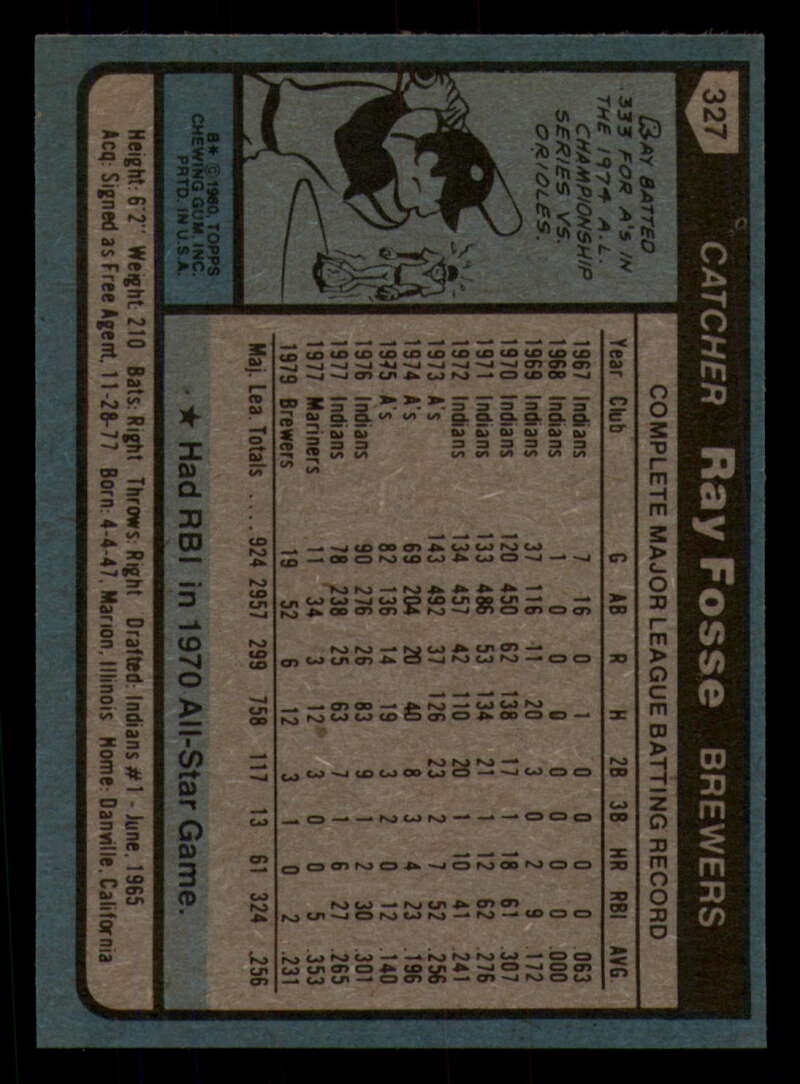 327 CATCHER Ray Fosse BREWERS
RAY BATTED
.333 FOR A'S IN
THE 1974 A.L.
CHAMPIONSHIP
SERIES VS.
ORIOLES.
B* © 1980, TOPPS
CHEWING GUM, INC.
PRTD. IN U.S.A.
COMPLETE MAJOR LEAGUE BATTING RECORD
Year Club G AB R H 2B 3B HR RBI AVG
1967 Indians 7 16 0 1 0 0 0 0 .063
1968 Indians 1 0 0 0 0 0 0 0 .000
1969 Indians 37 116 11 20 3 0 2 9 .172
1970 Indians 120 450 62 138 17 1 18 61 .307
1971 Indians 133 486 53 134 21 1 12 62 .276
1972 Indians 134 457 42 110 20 1 10 41 .241
1973 A's 143 492 37 126 23 2 7 52 .256
1974 A's 69 204 20 40 8 3 4 23 .196
1975 A's 82 136 14 19 3 2 0 12 .140
1976 Indians 90 276 26 83 9 1 2 30 .301
1977 Indians 78 238 25 63 7 1 6 27 .265
1977 Mariners 11 34 3 12 3 0 0 5 .353
1979 Brewers 19 52 6 12 3 1 0 2 .231
Maj. Lea. Totals .... 924 2957 299 758 117 13 61 324 .256
★ Had RBI in 1970 All-Star Game.
Height: 6'2" Weight: 210 Bats: Right Throws: Right Drafted: Indians #1 - June, 1965
Acq: Signed as Free Agent, 11-28-77 Born: 4-4-47, Marion, Illinois Home: Danville, California